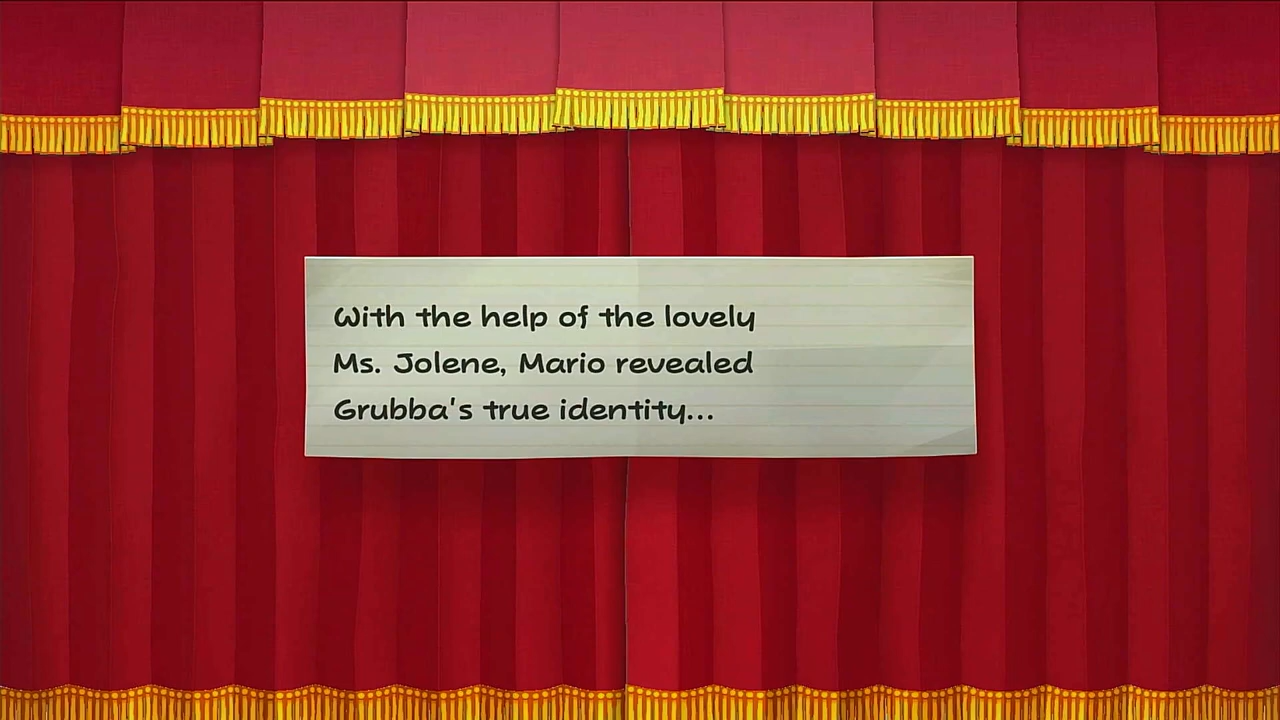 With the help of the lovely
Ms. Jolene, Mario revealed
Grubba's true identity...